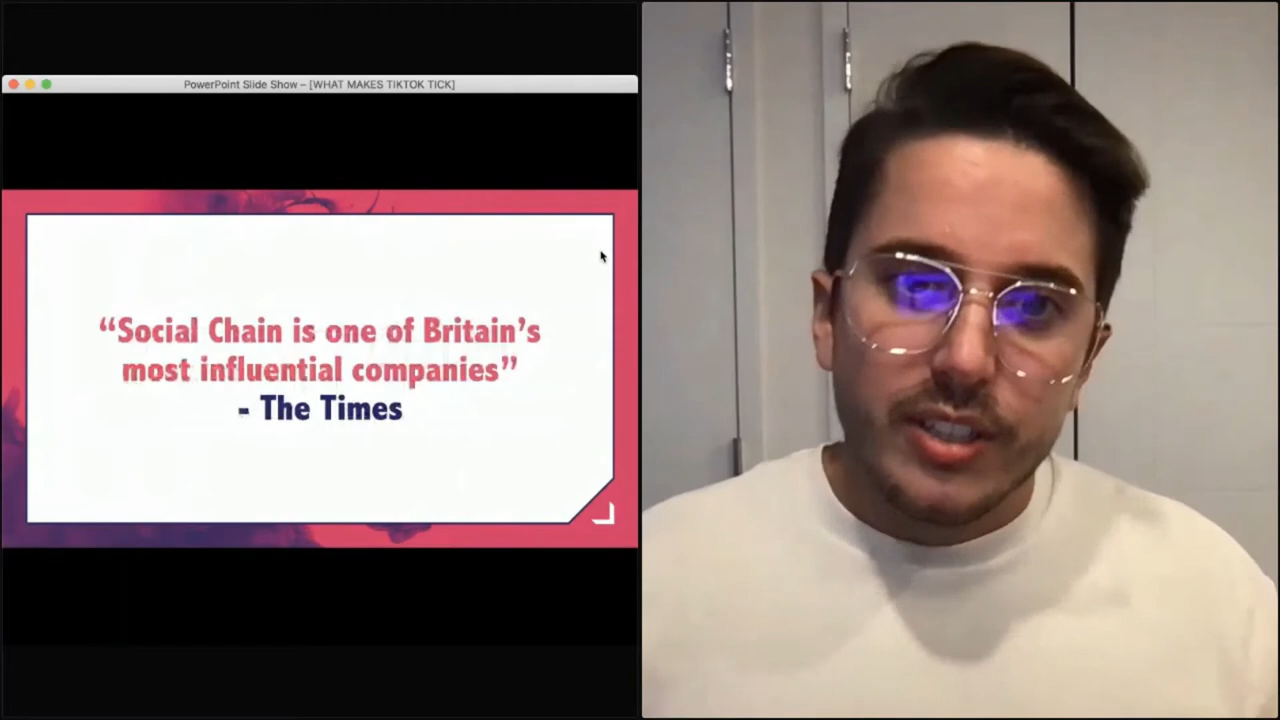 PowerPoint Slide Show – [WHAT MAKES TIKTOK TICK]
“Social Chain is one of Britain’s
most influential companies”
- The Times